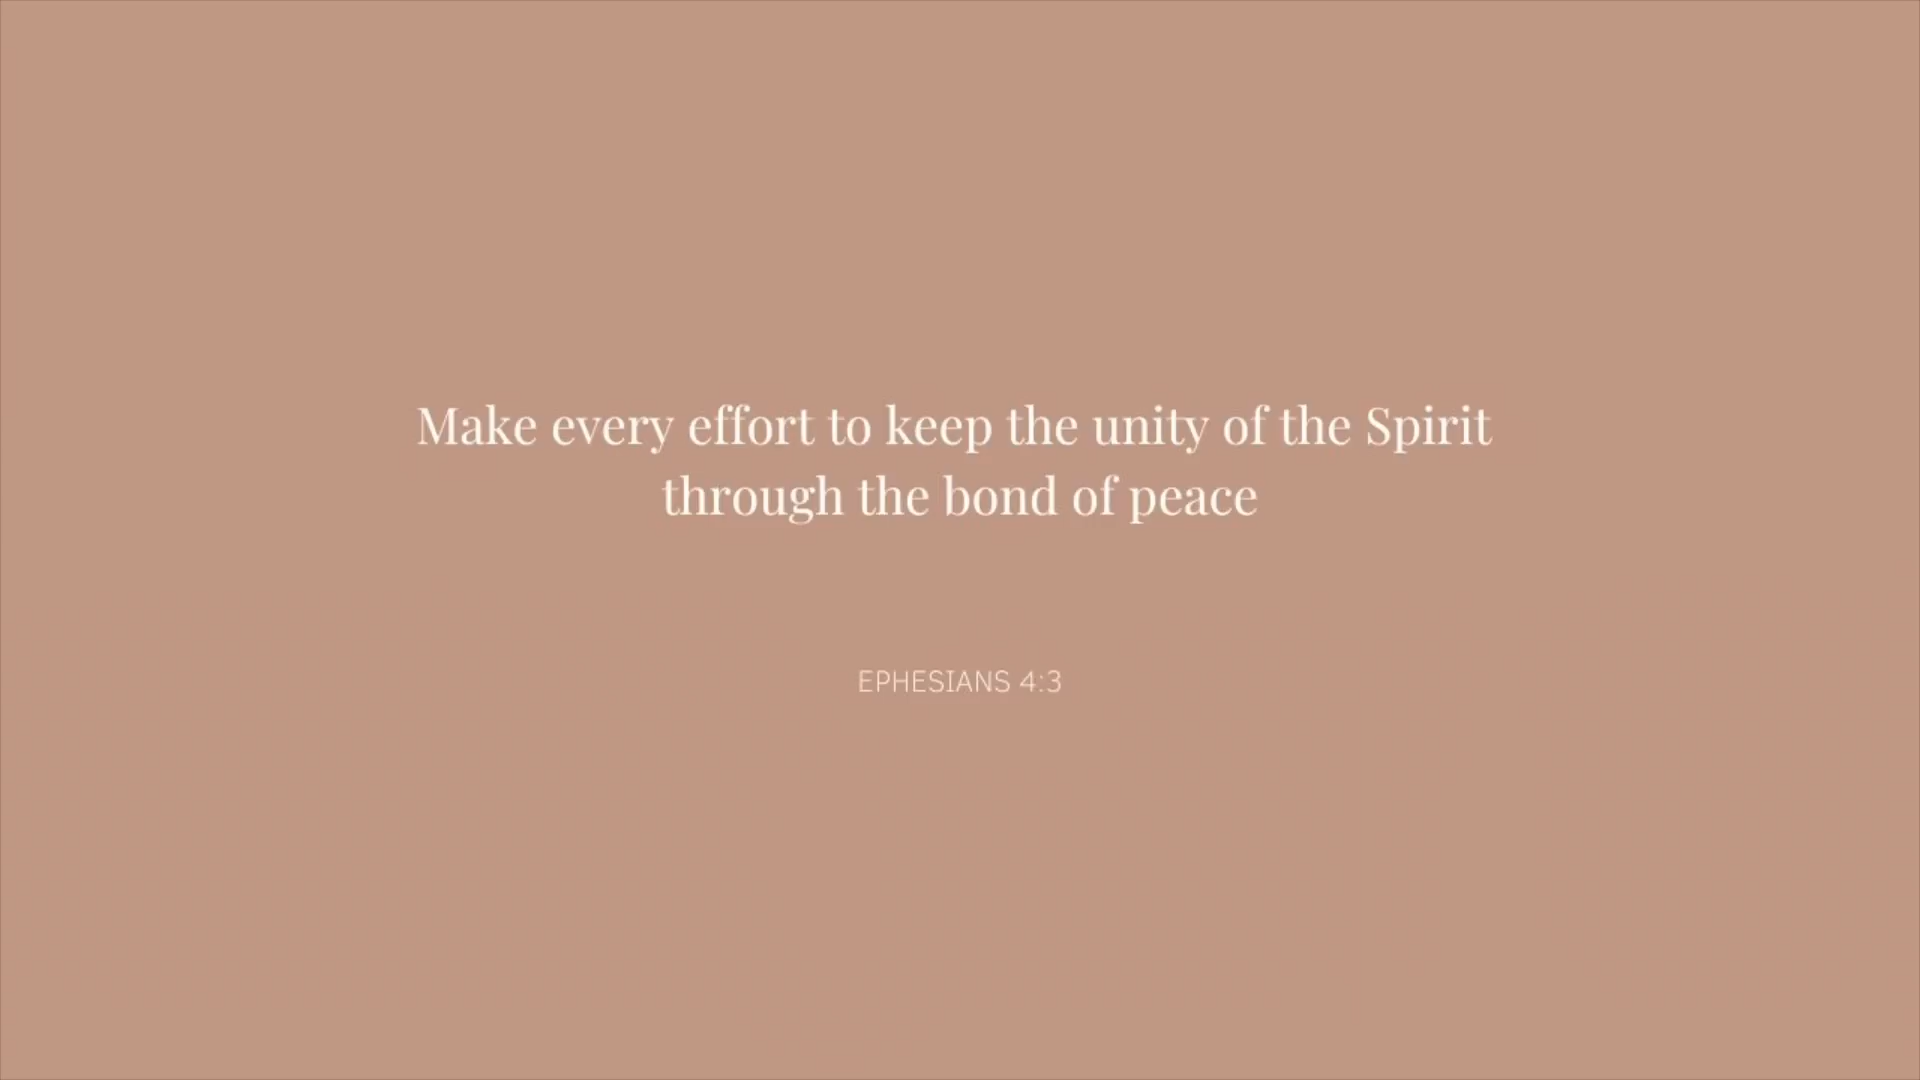 Make every effort to keep the unity of the Spirit
through the bond of peace
EPHESIANS 4:3